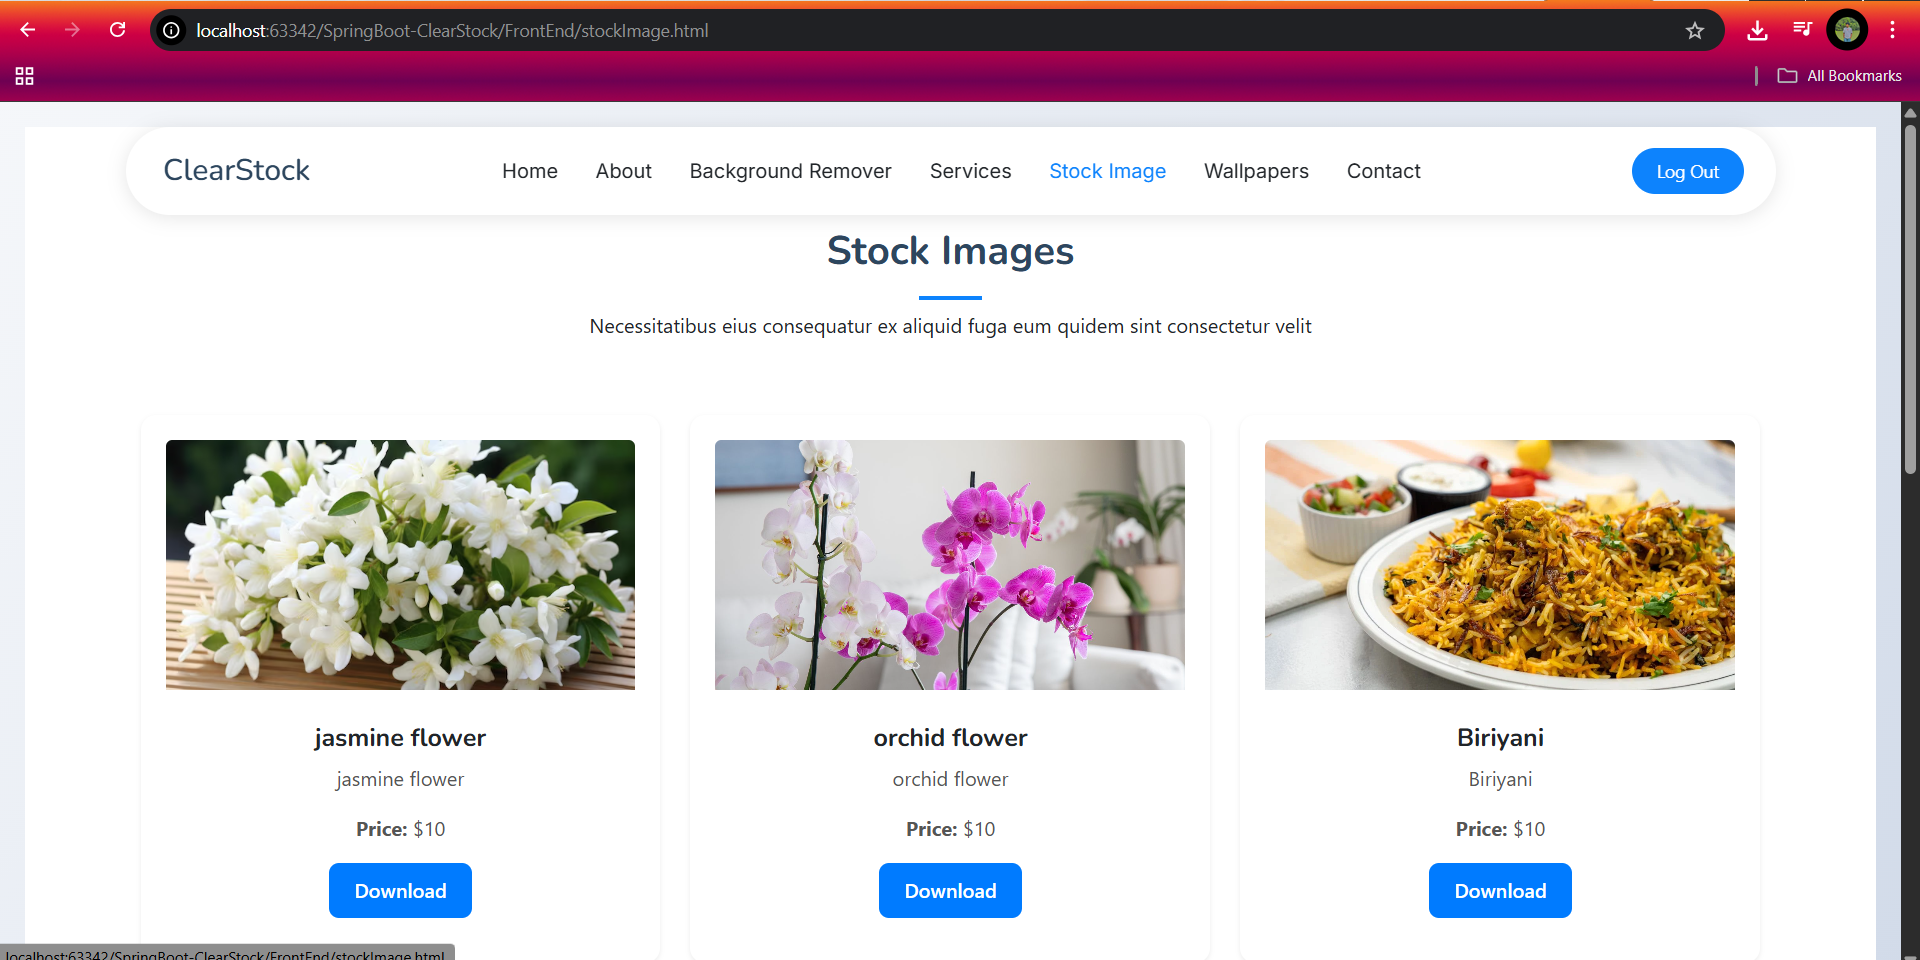 localhost:63342/SpringBoot-ClearStock/FrontEnd/stockImage.html
All Bookmarks
ClearStock Home About Background Remover Services Stock Image Wallpapers Contact Log Out
Stock Images
Necessitatibus eius consequatur ex aliquid fuga eum quidem sint consectetur velit
jasmine flower orchid flower Biriyani
jasmine flower orchid flower Biriyani
Price: $10 Price: $10 Price: $10
Download Download Download
localhost:63342/SpringBoot-ClearStock/FrontEnd/stockImage.html